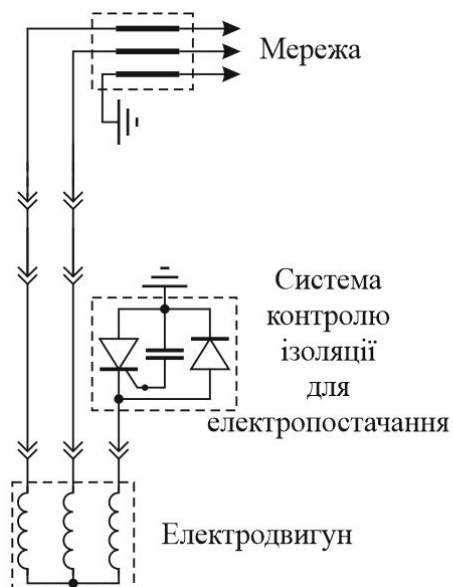 Мережа
Система
контролю
ізоляції
для
електропостачання
Електродвигун